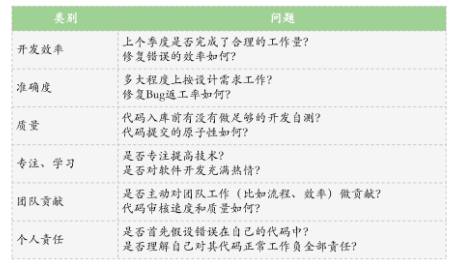 类别 问题
开发效率
上个季度是否完成了合理的工作量？
修复错误的效率如何？
准确度
多大程度上按设计需求工作？
修复Bug返工率如何？
质量
代码入库前有没有做足够的开发自测？
代码提交的原子性如何？
专注、学习
是否专注提高技术？
是否对软件开发充满热情？
团队贡献
是否主动对团队工作（比如流程、效率）做贡献？
代码审核速度和质量如何？
个人责任
是否首先假设错误在自己的代码中？
是否理解自己对其代码正常工作负全部责任？